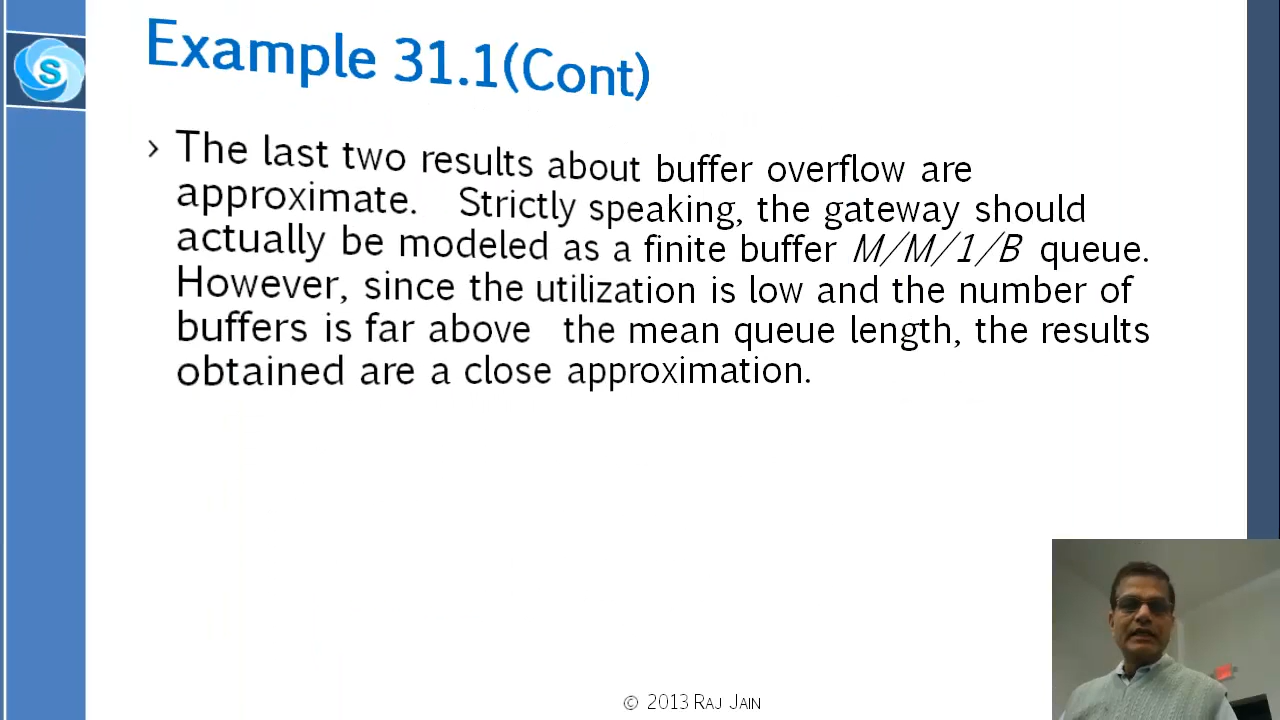 S
Example 31.1(Cont)
› The last two results about buffer overflow are
approximate. Strictly speaking, the gateway should
actually be modeled as a finite buffer M/M/1/B queue.
However, since the utilization is low and the number of
buffers is far above the mean queue length, the results
obtained are a close approximation.
© 2013 RAJ JAIN